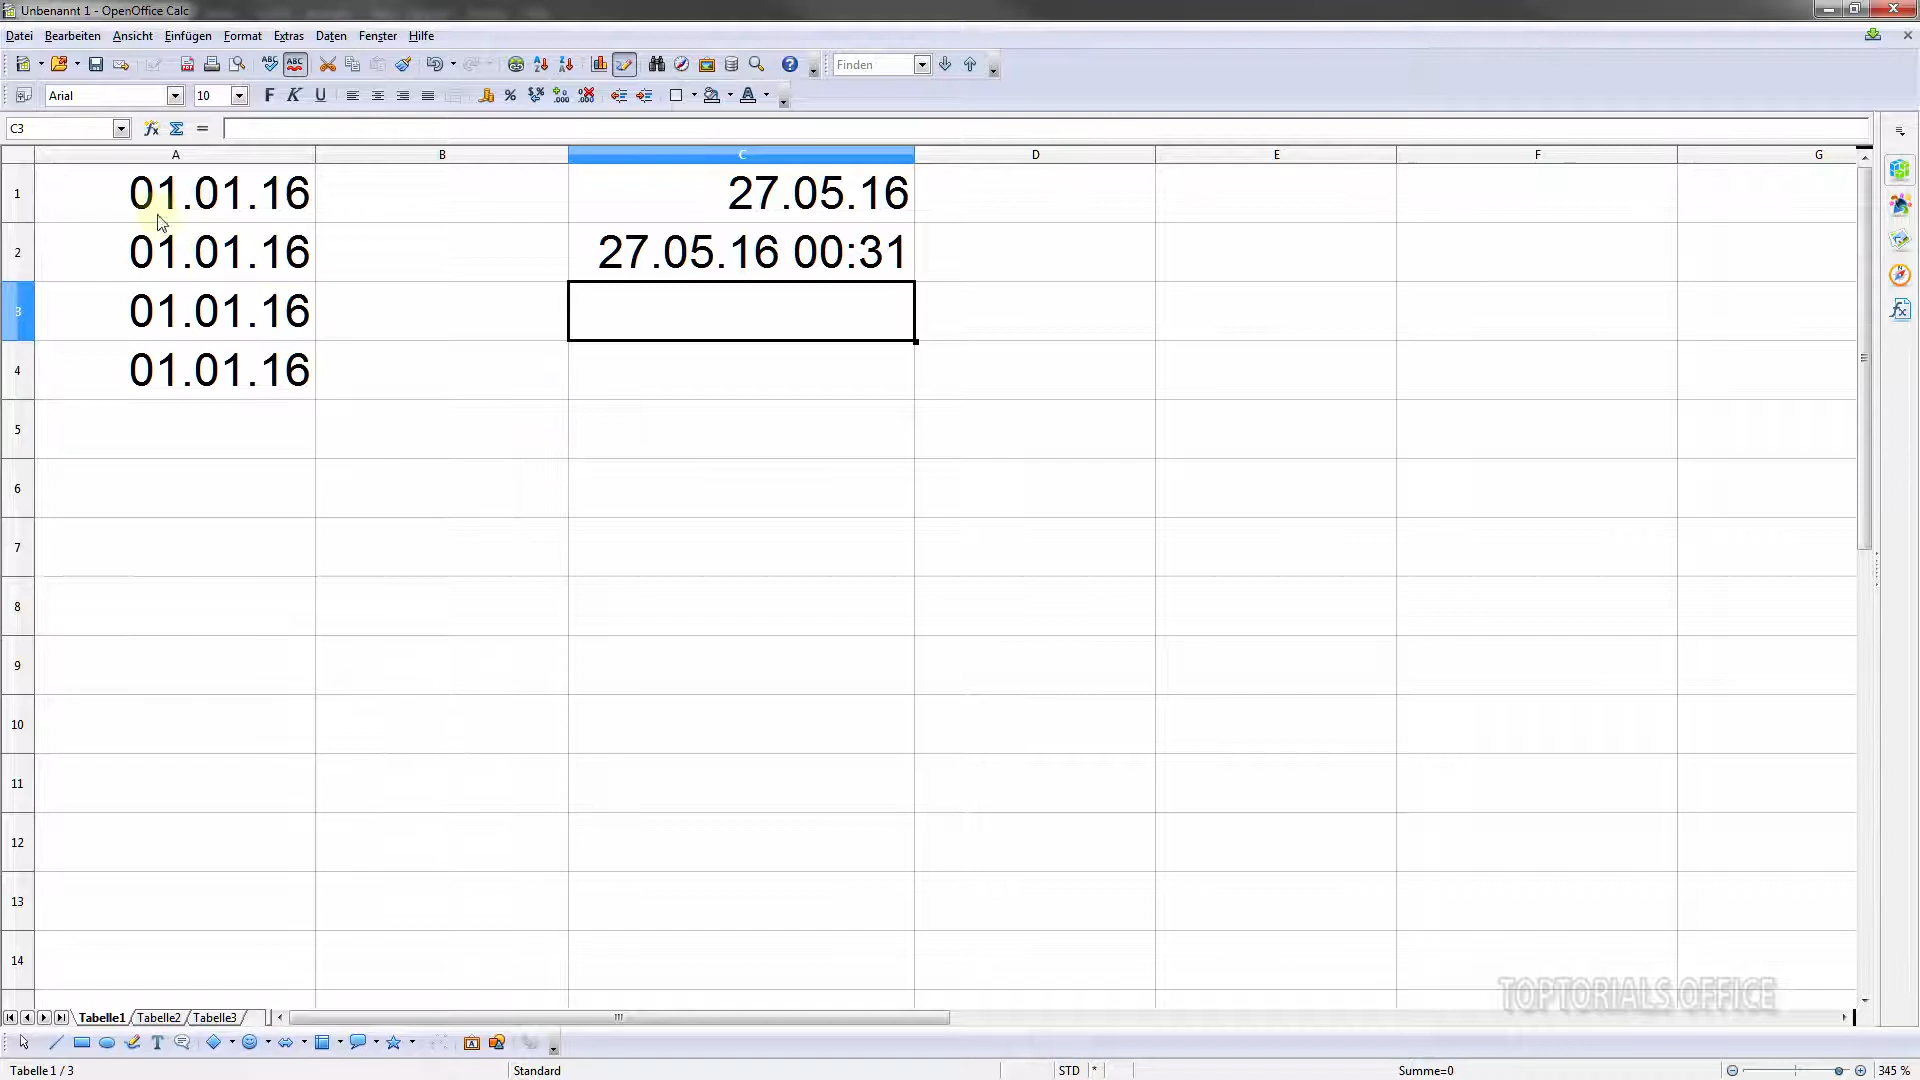 Unbenannt 1 - OpenOffice Calc
Datei Bearbeiten Ansicht Einfügen Format Extras Daten Fenster Hilfe
Finden
Arial 10 F K U
C3
A B C D E F G
1 01.01.16 27.05.16
2 01.01.16 27.05.16 00:31
3 01.01.16
4 01.01.16
5
6
7
8
9
10
11
12
13
14
TOPTORIALS OFFICE
Tabelle1 Tabelle2 Tabelle3
Tabelle 1 / 3 Standard STD * Summe=0 345 %